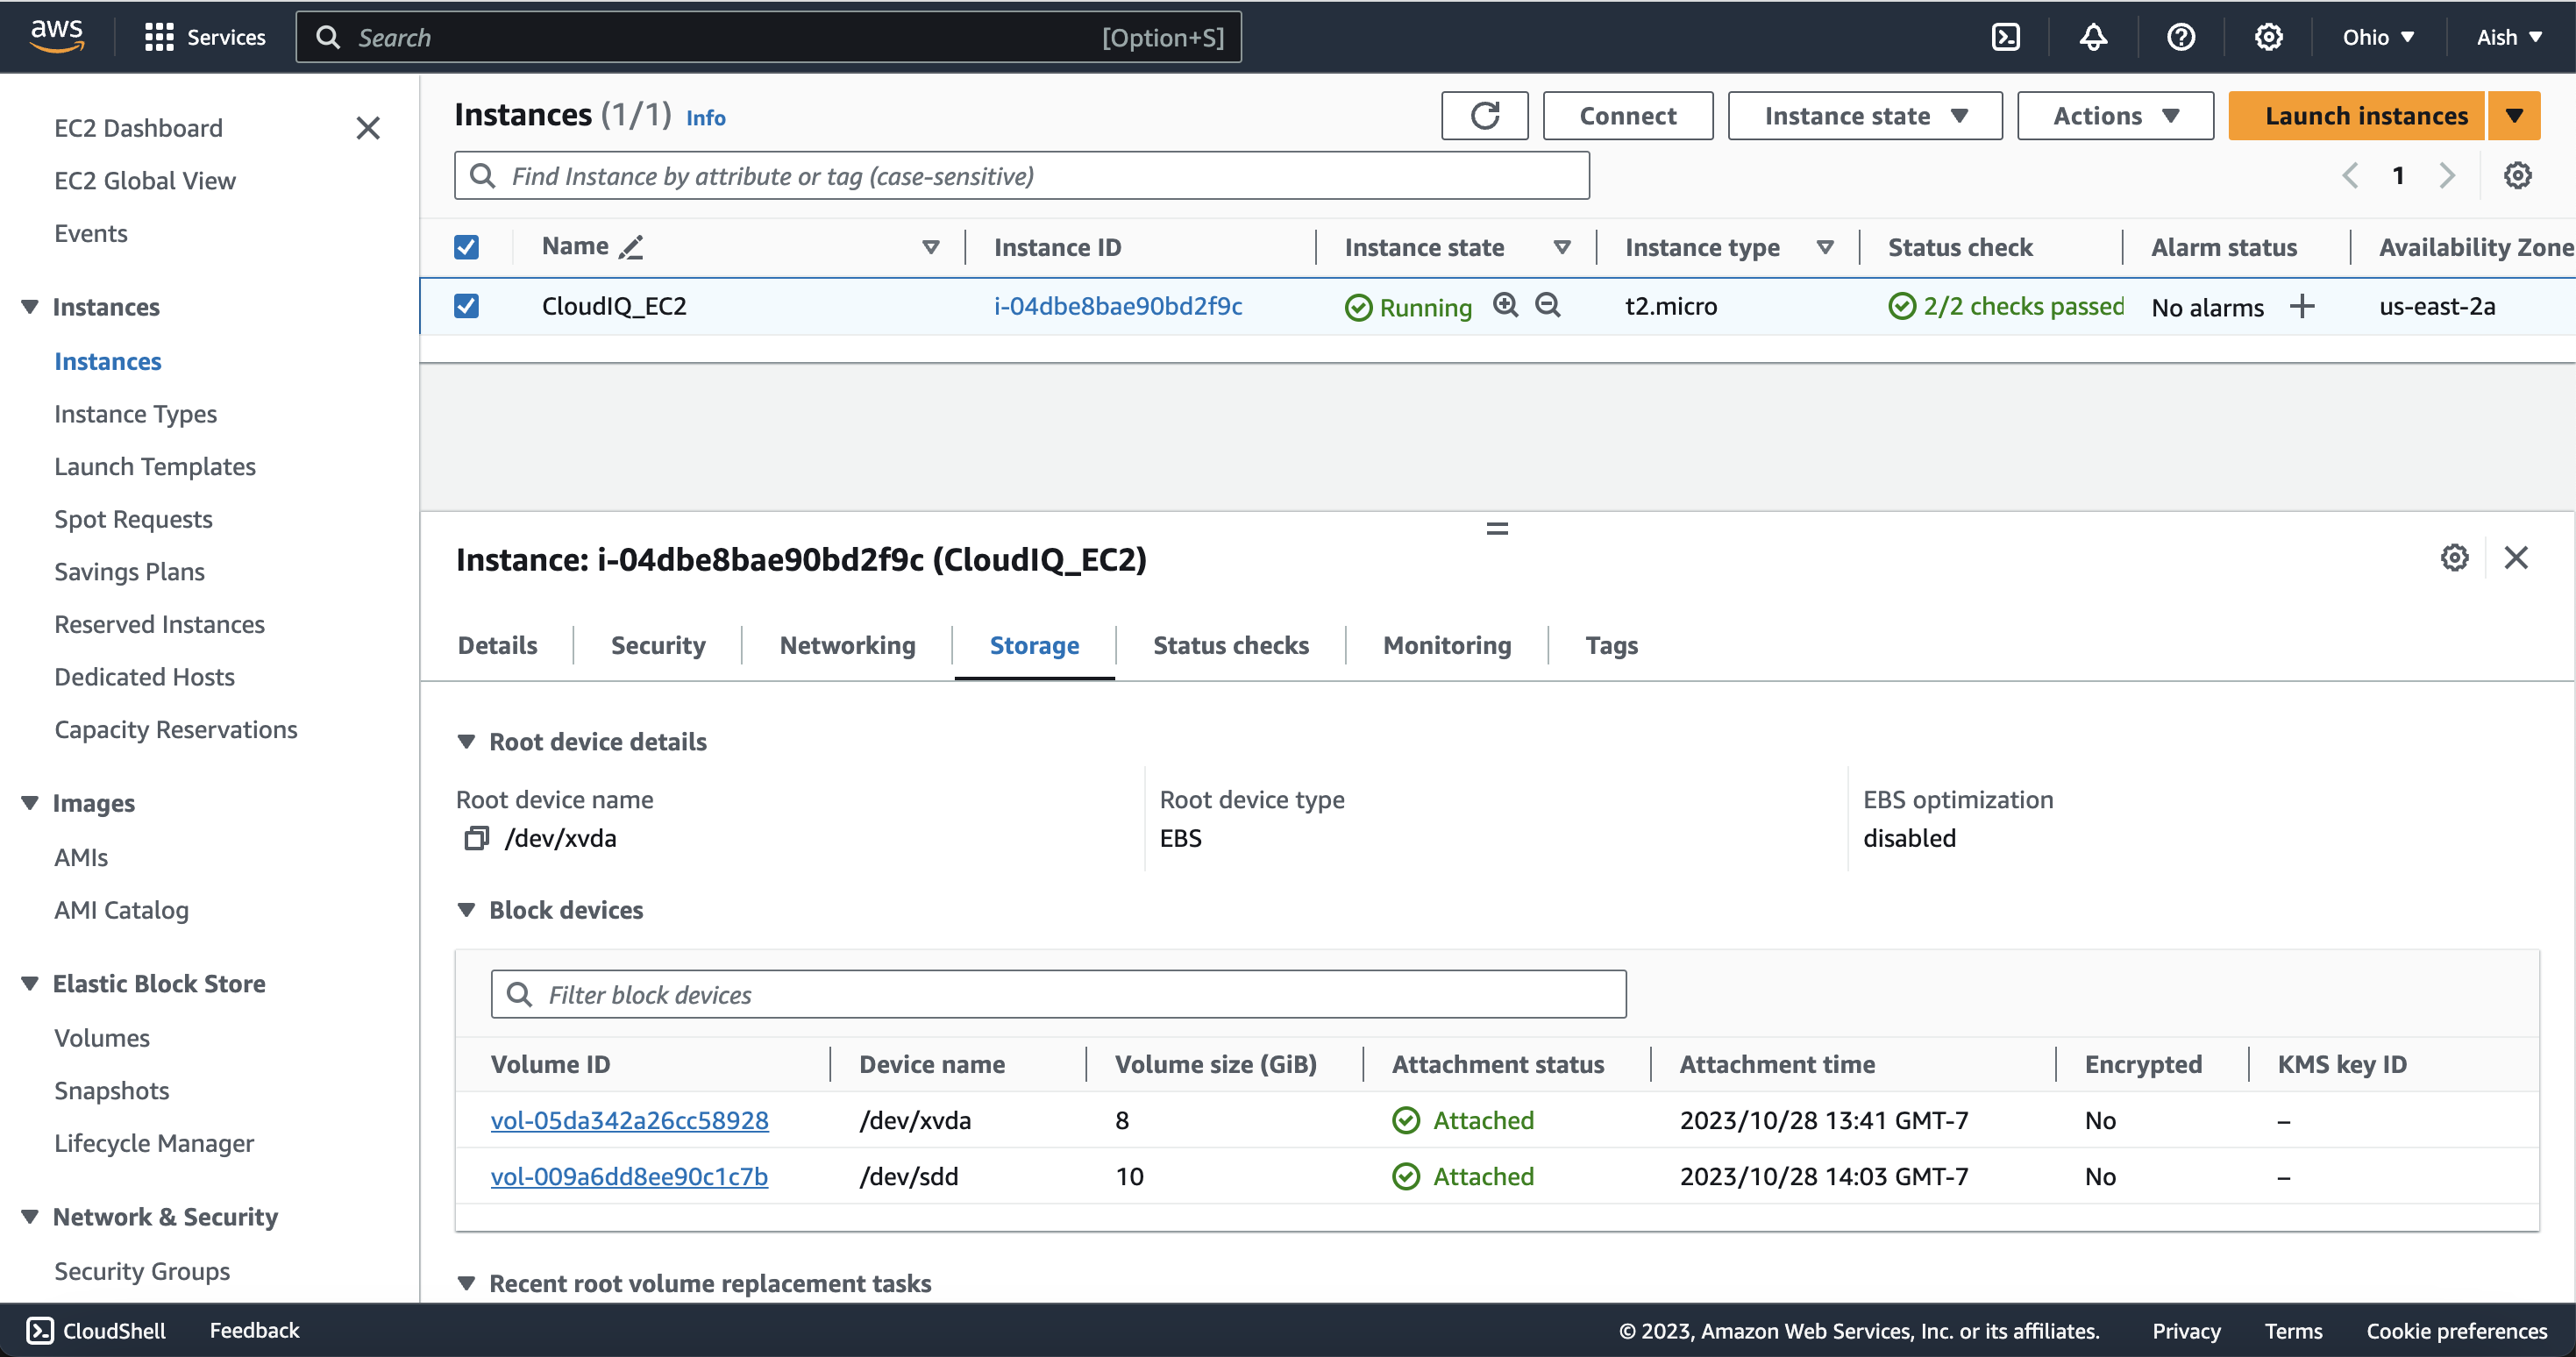 aws Services Search [Option+S] Ohio Aish
EC2 Dashboard
EC2 Global View
Events
Instances
Instances
Instance Types
Launch Templates
Spot Requests
Savings Plans
Reserved Instances
Dedicated Hosts
Capacity Reservations
Images
AMIs
AMI Catalog
Elastic Block Store
Volumes
Snapshots
Lifecycle Manager
Network & Security
Security Groups
Instances (1/1) Info Connect Instance state Actions Launch instances
Find Instance by attribute or tag (case-sensitive) 1
Name Instance ID Instance state Instance type Status check Alarm status Availability Zone
CloudIQ_EC2 i-04dbe8bae90bd2f9c Running t2.micro 2/2 checks passed No alarms + us-east-2a
Instance: i-04dbe8bae90bd2f9c (CloudIQ_EC2)
Details Security Networking Storage Status checks Monitoring Tags
Root device details
Root device name Root device type EBS optimization
/dev/xvda EBS disabled
Block devices
Filter block devices
Volume ID Device name Volume size (GiB) Attachment status Attachment time Encrypted KMS key ID
vol-05da342a26cc58928 /dev/xvda 8 Attached 2023/10/28 13:41 GMT-7 No –
vol-009a6dd8ee90c1c7b /dev/sdd 10 Attached 2023/10/28 14:03 GMT-7 No –
Recent root volume replacement tasks
CloudShell Feedback © 2023, Amazon Web Services, Inc. or its affiliates. Privacy Terms Cookie preferences